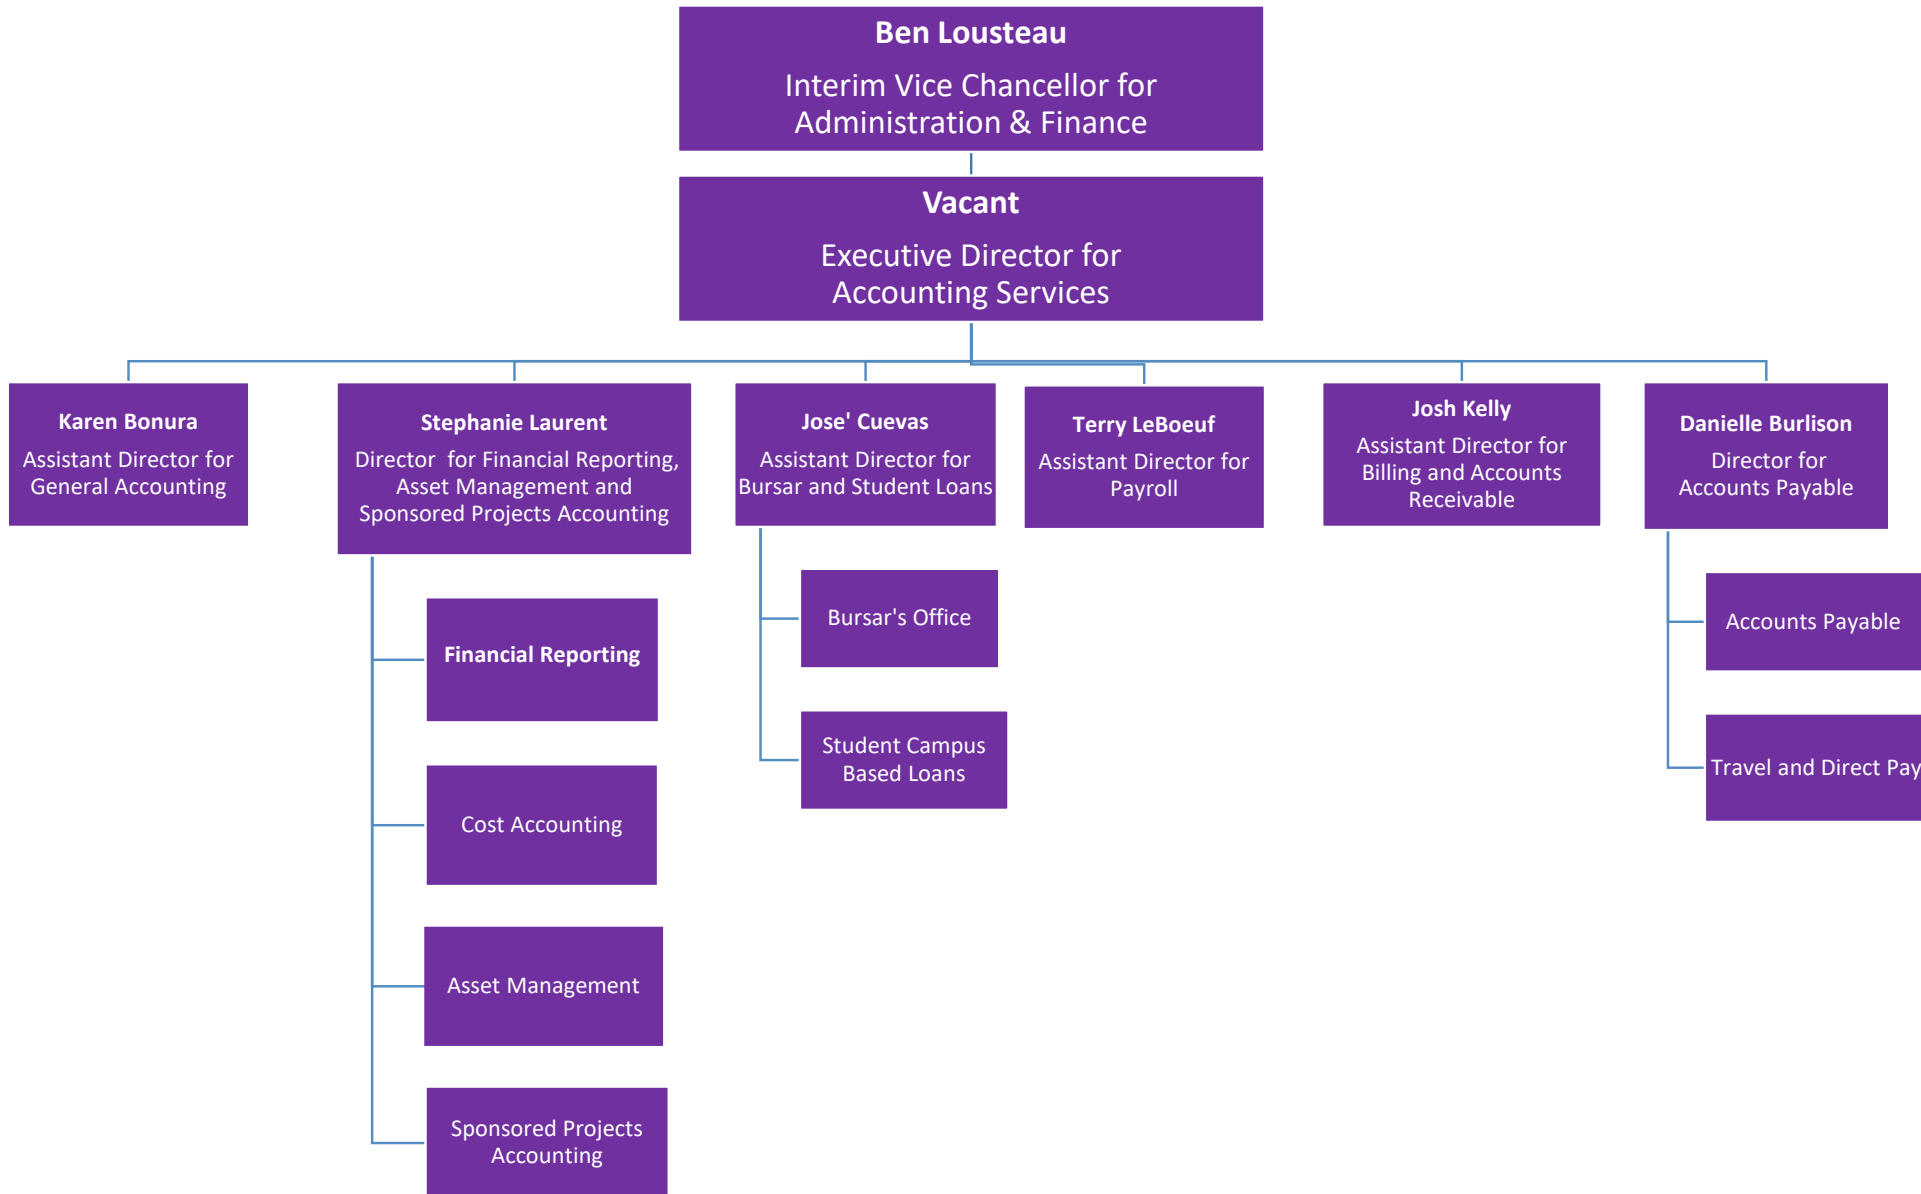 Ben Lousteau
Interim Vice Chancellor for
Administration & Finance
Vacant
Executive Director for
Accounting Services
Karen Bonura
Assistant Director for
General Accounting
Stephanie Laurent
Director  for Financial Reporting,
Asset Management and
Sponsored Projects Accounting
Financial Reporting
Cost Accounting
Asset Management
Sponsored Projects
Accounting
Jose' Cuevas
Assistant Director for
Bursar and Student Loans
Bursar's Office
Student Campus
Based Loans
Terry LeBoeuf
Assistant Director for
Payroll
Josh Kelly
Assistant Director for
Billing and Accounts
Receivable
Danielle Burlison
Director for
Accounts Payable
Accounts Payable
Travel and Direct Pay